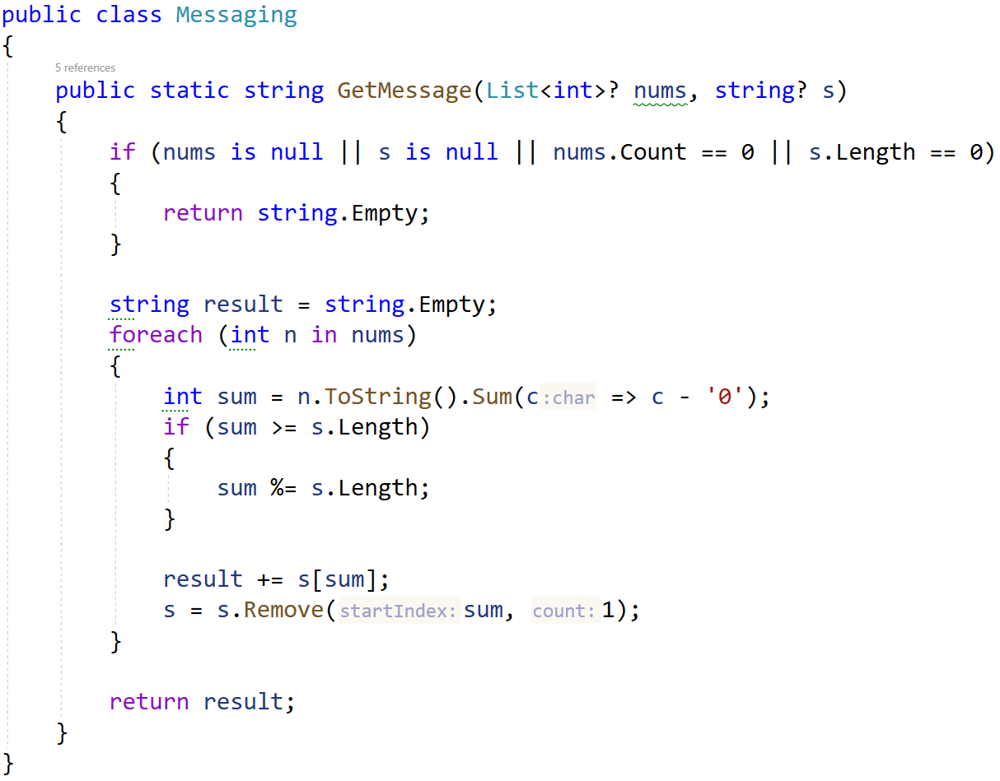 public class Messaging
{
5 references
public static string GetMessage(List<int>? nums, string? s)
{
if (nums is null || s is null || nums.Count == 0 || s.Length == 0)
{
return string.Empty;
}
string result = string.Empty;
foreach (int n in nums)
{
int sum = n.ToString().Sum(c:char => c - '0');
if (sum >= s.Length)
{
sum %= s.Length;
}
result += s[sum];
s = s.Remove(startIndex:sum, count:1);
}
return result;
}
}